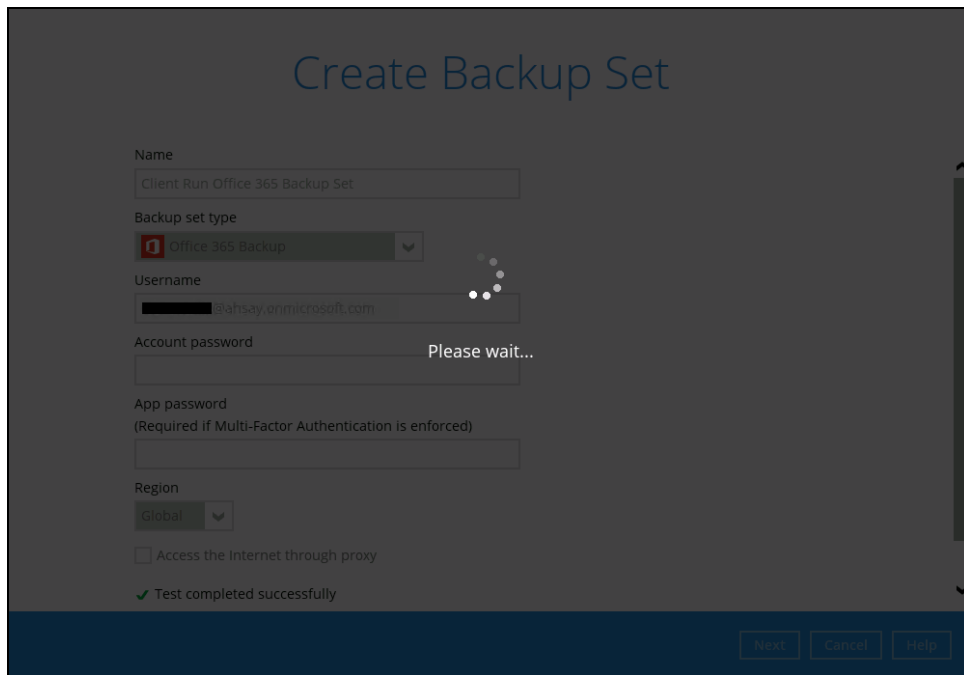 Create Backup Set
Name
Client Run Office 365 Backup Set
Backup set type
Office 365 Backup
Username
@ahsay.onmicrosoft.com
Account password
Please wait...
App password
(Required if Multi-Factor Authentication is enforced)
Region
Global
Access the Internet through proxy
Test completed successfully
Next Cancel Help